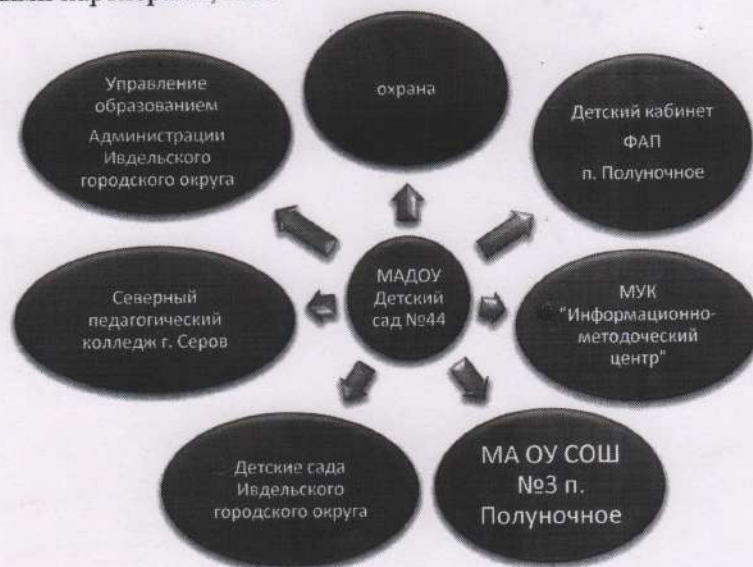 Управление
образованием
Администрации
Ивдельского
городского округа
охрана
Детский кабинет
ФАП
п. Полуночное
Северный
педагогический
колледж г. Серов
МАДОУ
Детский
сад №44
МУК
"Информационно-
методоческий
центр"
Детские сада
Ивдельского
городского округа
МА ОУ СОШ
№3 п.
Полуночное